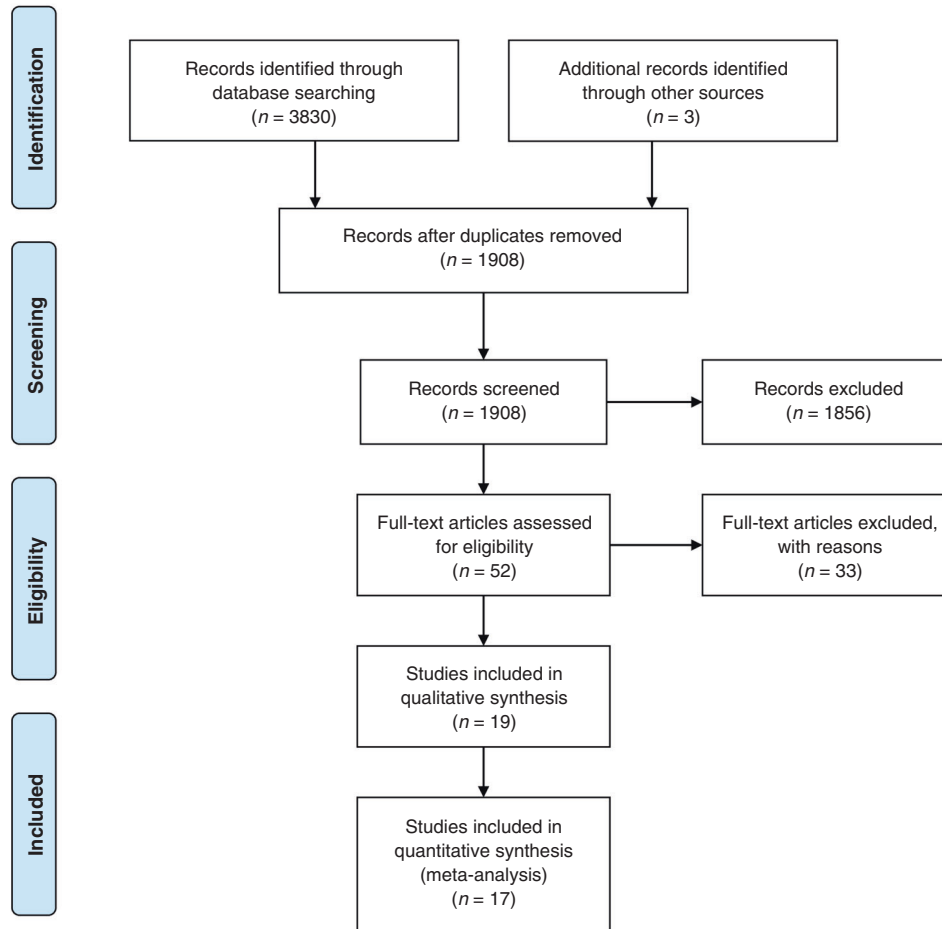 Identification
Records identified through
database searching
(n = 3830)
Additional records identified
through other sources
(n = 3)
Records after duplicates removed
(n = 1908)
Screening
Records screened
(n = 1908)
Records excluded
(n = 1856)
Eligibility
Full-text articles assessed
for eligibility
(n = 52)
Full-text articles excluded,
with reasons
(n = 33)
Studies included in
qualitative synthesis
(n = 19)
Included
Studies included in
quantitative synthesis
(meta-analysis)
(n = 17)